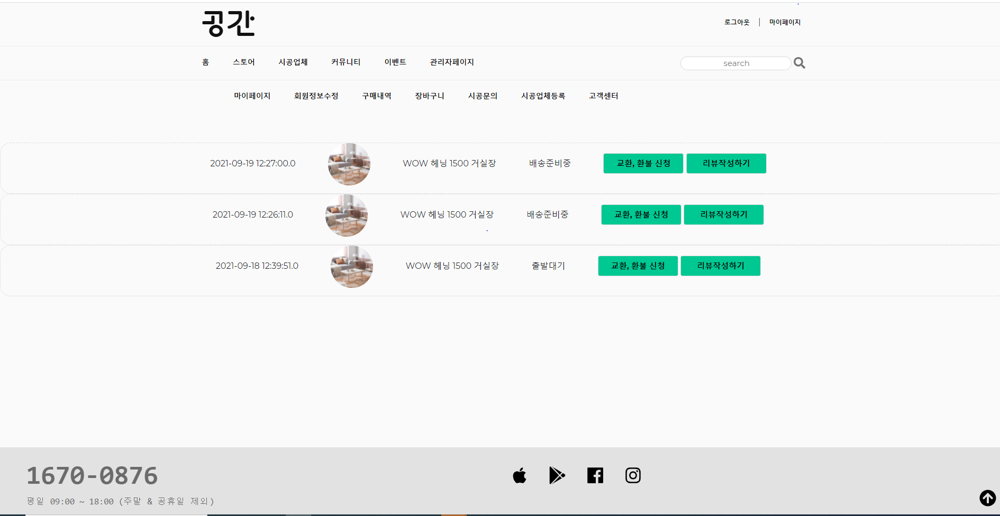 공간
로그아웃 | 마이페이지
홈 스토어 시공업체 커뮤니티 이벤트 관리자페이지 search
마이페이지 회원정보수정 구매내역 장바구니 시공문의 시공업체등록 고객센터
2021-09-19 12:27:00.0 WOW 헤닝 1500 거실장 배송준비중 교환, 환불 신청 리뷰작성하기
2021-09-19 12:26:11.0 WOW 헤닝 1500 거실장 배송준비중 교환, 환불 신청 리뷰작성하기
2021-09-18 12:39:51.0 WOW 헤닝 1500 거실장 출발대기 교환, 환불 신청 리뷰작성하기
1670-0876
평일 09:00 ~ 18:00 (주말 & 공휴일 제외)